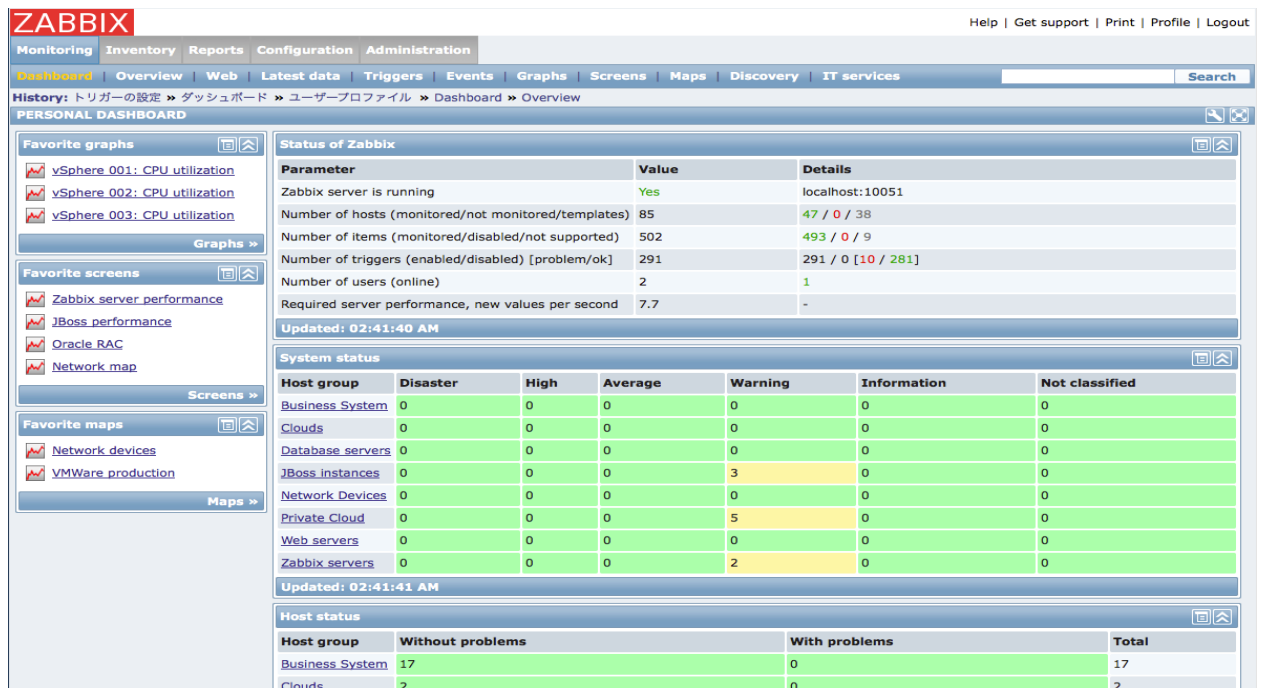 ZABBIX
Help | Get support | Print | Profile | Logout
Monitoring Inventory Reports Configuration Administration
Dashboard | Overview | Web | Latest data | Triggers | Events | Graphs | Screens | Maps | Discovery | IT services Search
History: トリガーの設定 » ダッシュボード » ユーザープロファイル » Dashboard » Overview
PERSONAL DASHBOARD
Favorite graphs
vSphere 001: CPU utilization
vSphere 002: CPU utilization
vSphere 003: CPU utilization
Graphs »
Favorite screens
Zabbix server performance
JBoss performance
Oracle RAC
Network map
Screens »
Favorite maps
Network devices
VMWare production
Maps »
Status of Zabbix
Parameter Value Details
Zabbix server is running Yes localhost:10051
Number of hosts (monitored/not monitored/templates) 85 47 / 0 / 38
Number of items (monitored/disabled/not supported) 502 493 / 0 / 9
Number of triggers (enabled/disabled) [problem/ok] 291 291 / 0 [10 / 281]
Number of users (online) 2 1
Required server performance, new values per second 7.7 -
Updated: 02:41:40 AM
System status
Host group Disaster High Average Warning Information Not classified
Business System 0 0 0 0 0 0
Clouds 0 0 0 0 0 0
Database servers 0 0 0 0 0 0
JBoss instances 0 0 0 3 0 0
Network Devices 0 0 0 0 0 0
Private Cloud 0 0 0 5 0 0
Web servers 0 0 0 0 0 0
Zabbix servers 0 0 0 2 0 0
Updated: 02:41:41 AM
Host status
Host group Without problems With problems Total
Business System 17 0 17
Clouds 2 0 2